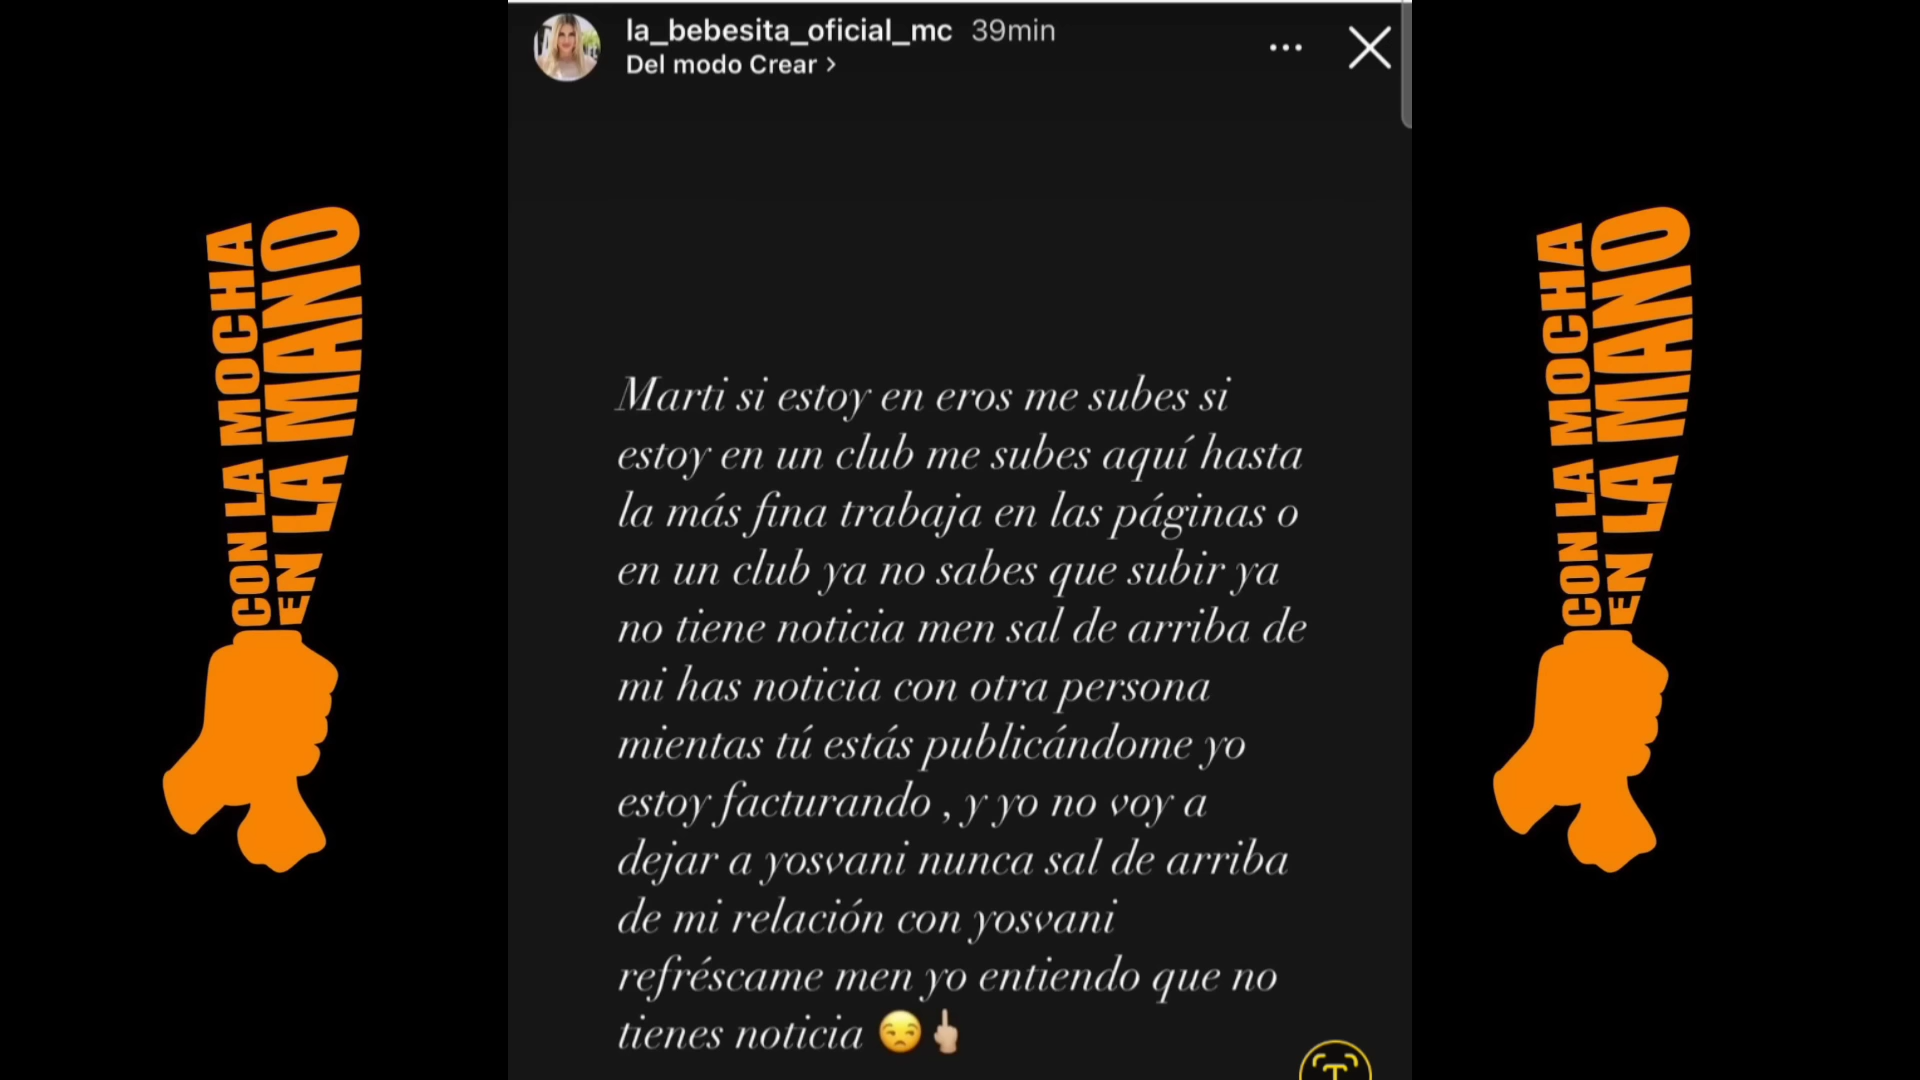 la_bebesita_oficial_mc 39min
Del modo Crear >
CON LA MOCHA
EN LA MANO
Marti si estoy en eros me subes si
estoy en un club me subes aquí hasta
la más fina trabaja en las páginas o
en un club ya no sabes que subir ya
no tiene noticia men sal de arriba de
mi has noticia con otra persona
mientas tú estás publicándome yo
estoy facturando , y yo no voy a
dejar a yosvani nunca sal de arriba
de mi relación con yosvani
refréscame men yo entiendo que no
tienes noticia 😒🖕🏼
CON LA MOCHA
EN LA MANO